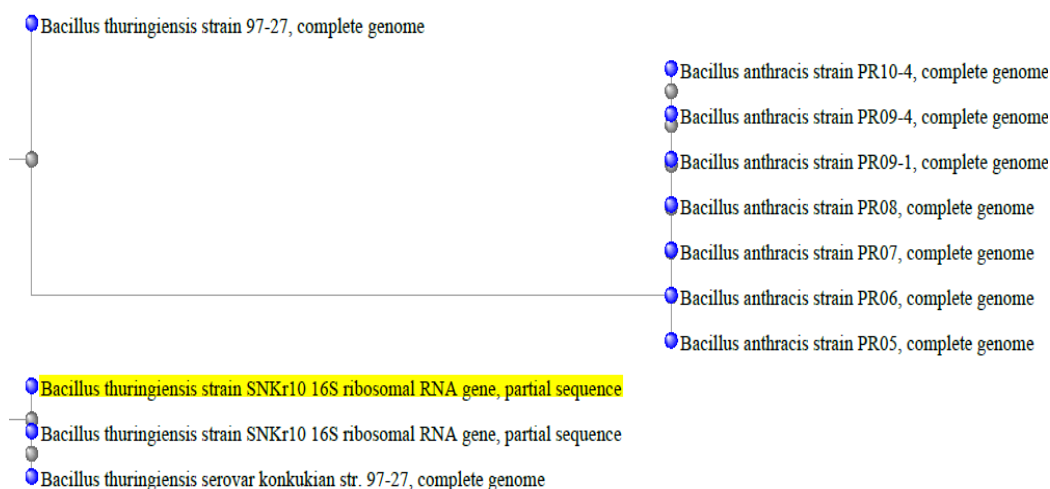 Bacillus thuringiensis strain 97-27, complete genome
Bacillus anthracis strain PR10-4, complete genome
Bacillus anthracis strain PR09-4, complete genome
Bacillus anthracis strain PR09-1, complete genome
Bacillus anthracis strain PR08, complete genome
Bacillus anthracis strain PR07, complete genome
Bacillus anthracis strain PR06, complete genome
Bacillus anthracis strain PR05, complete genome
Bacillus thuringiensis strain SNKr10 16S ribosomal RNA gene, partial sequence
Bacillus thuringiensis strain SNKr10 16S ribosomal RNA gene, partial sequence
Bacillus thuringiensis serovar konkukian str. 97-27, complete genome